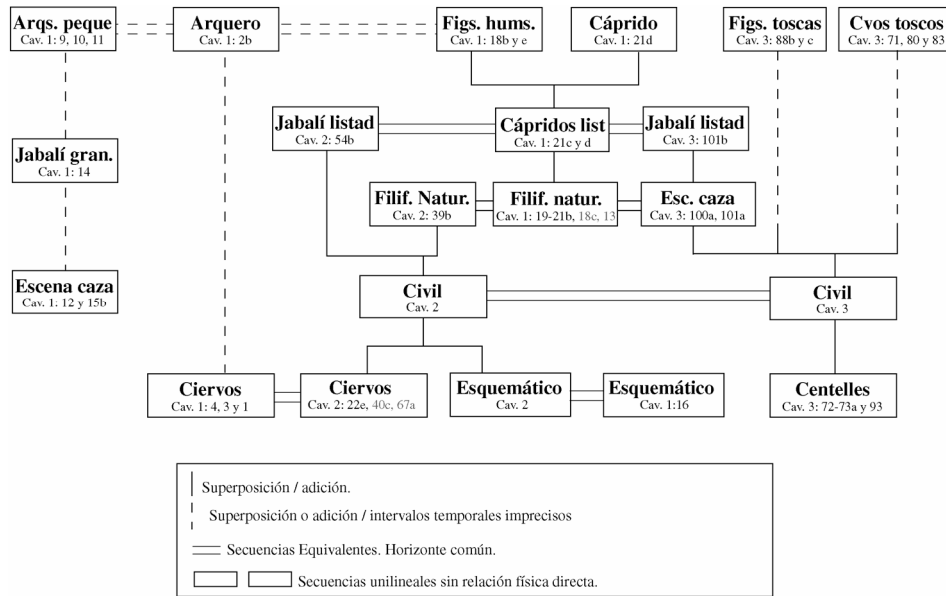 Arqs. peque
Cav. 1: 9, 10, 11
Arquero
Cav. 1: 2b
Figs. hums.
Cav. 1: 18b y e
Cáprido
Cav. 1: 21d
Figs. toscas
Cav. 3: 88b y c
Cvos toscos
Cav. 3: 71, 80 y 83
Jabalí listad
Cav. 2: 54b
Cápridos list
Cav. 1: 21c y d
Jabalí listad
Cav. 3: 101b
Jabalí gran.
Cav. 1: 14
Filif. Natur.
Cav. 2: 39b
Filif. natur.
Cav. 1: 19-21b, 18c, 13
Esc. caza
Cav. 3: 100a, 101a
Escena caza
Cav. 1: 12 y 15b
Civil
Cav. 2
Civil
Cav. 3
Ciervos
Cav. 1: 4, 3 y 1
Ciervos
Cav. 2: 22e, 40c, 67a
Esquemático
Cav. 2
Esquemático
Cav. 1:16
Centelles
Cav. 3: 72-73a y 93
Superposición / adición.
Superposición o adición / intervalos temporales imprecisos
Secuencias Equivalentes. Horizonte común.
Secuencias unilineales sin relación física directa.